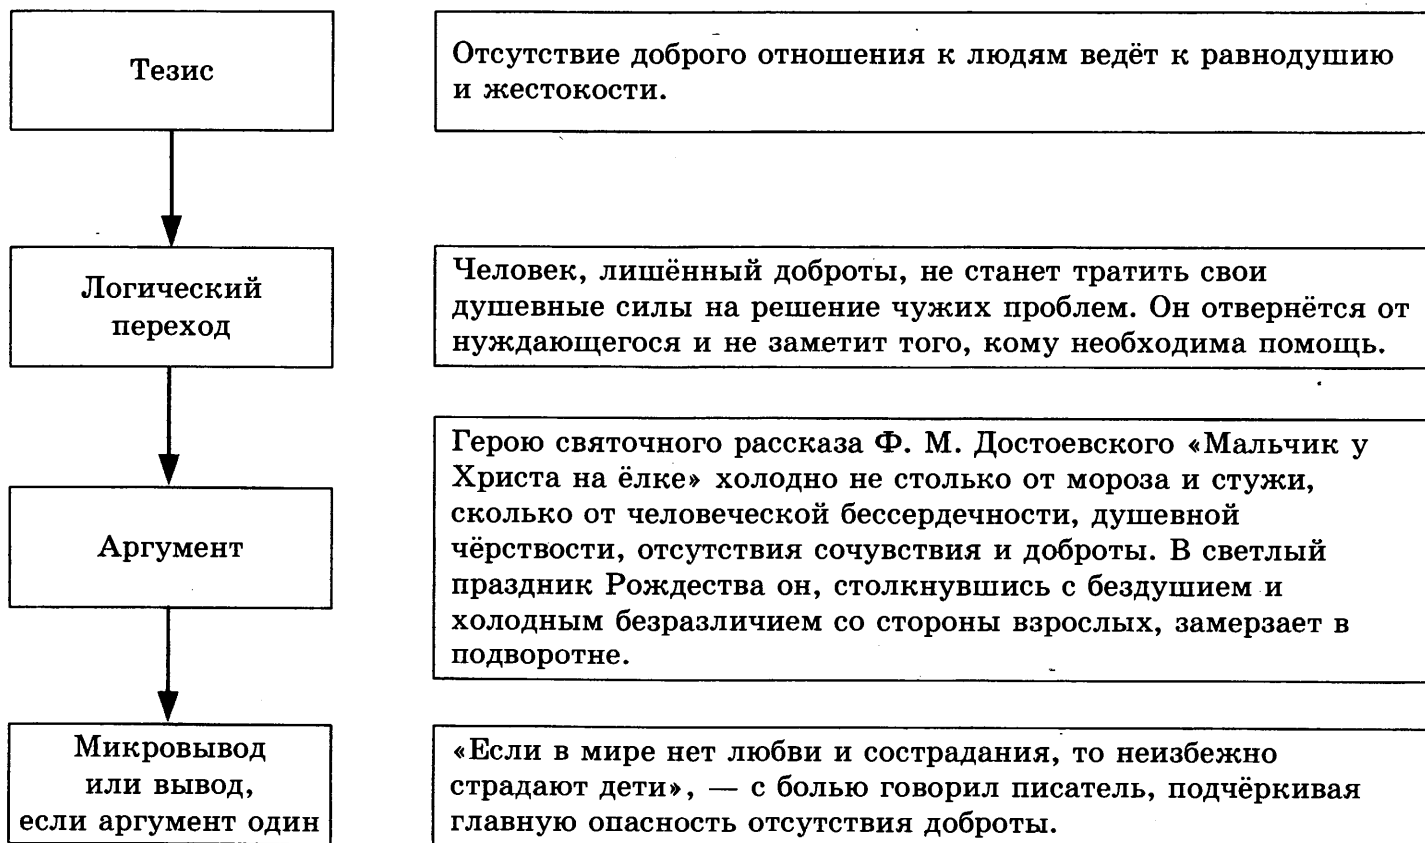 Тезис
Отсутствие доброго отношения к людям ведёт к равнодушию
и жестокости.
Логический
переход
Человек, лишённый доброты, не станет тратить свои
душевные силы на решение чужих проблем. Он отвернётся от
нуждающегося и не заметит того, кому необходима помощь.
Аргумент
Герою святочного рассказа Ф. М. Достоевского «Мальчик у
Христа на ёлке» холодно не столько от мороза и стужи,
сколько от человеческой бессердечности, душевной
чёрствости, отсутствия сочувствия и доброты. В светлый
праздник Рождества он, столкнувшись с бездушием и
холодным безразличием со стороны взрослых, замерзает в
подворотне.
Микровывод
или вывод,
если аргумент один
«Если в мире нет любви и сострадания, то неизбежно
страдают дети», — с болью говорил писатель, подчёркивая
главную опасность отсутствия доброты.